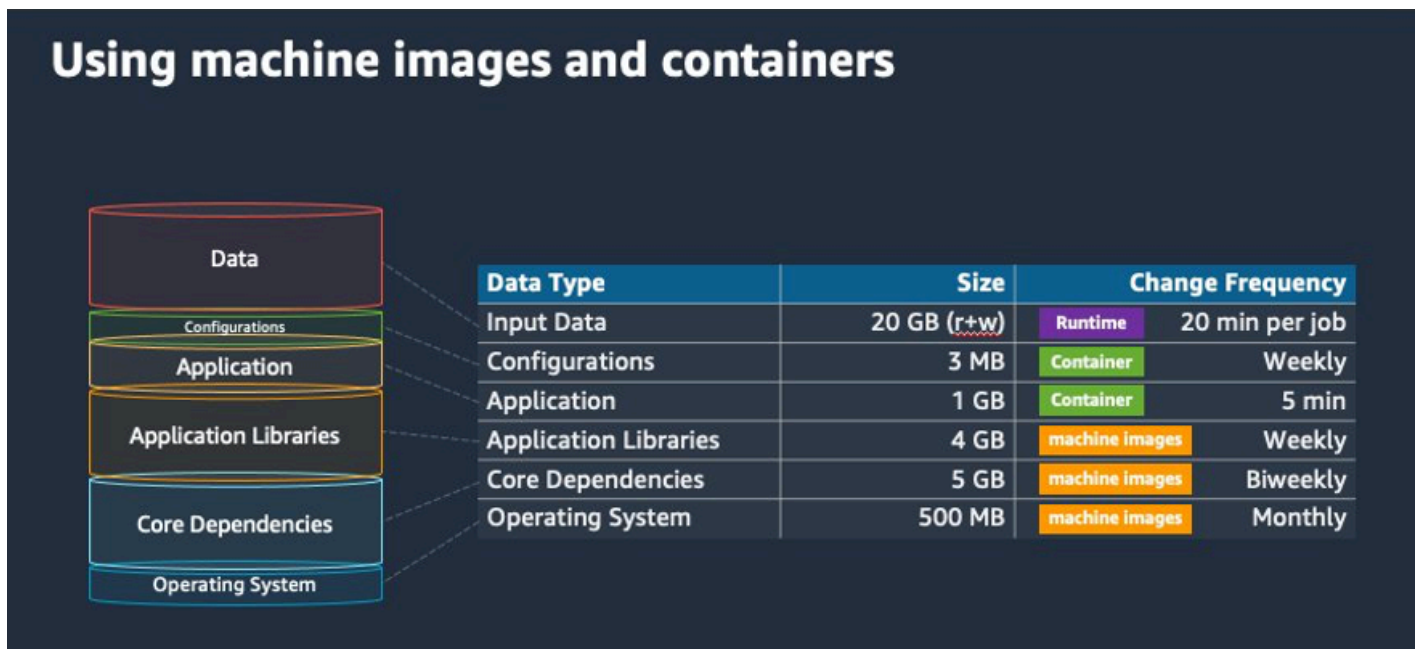 Using machine images and containers
Data
Configurations
Application
Application Libraries
Core Dependencies
Operating System
Data Type Size Change Frequency
Input Data 20 GB (r+w) Runtime 20 min per job
Configurations 3 MB Container Weekly
Application 1 GB Container 5 min
Application Libraries 4 GB machine images Weekly
Core Dependencies 5 GB machine images Biweekly
Operating System 500 MB machine images Monthly